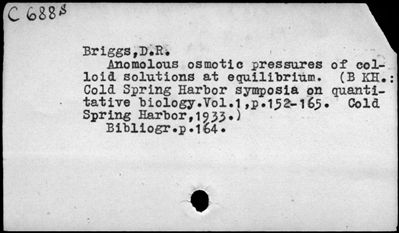 C 688s
Briggs,D.R.
Anomolous osmotic pressures of col-
loid solutions at equilibrium. (B KH.:
Cold Spring Harbor symposia on quanti-
tative biology.Vol.1,p.152-165. Cold
Spring Harbor,1933.)
Bibliogr.p.164.